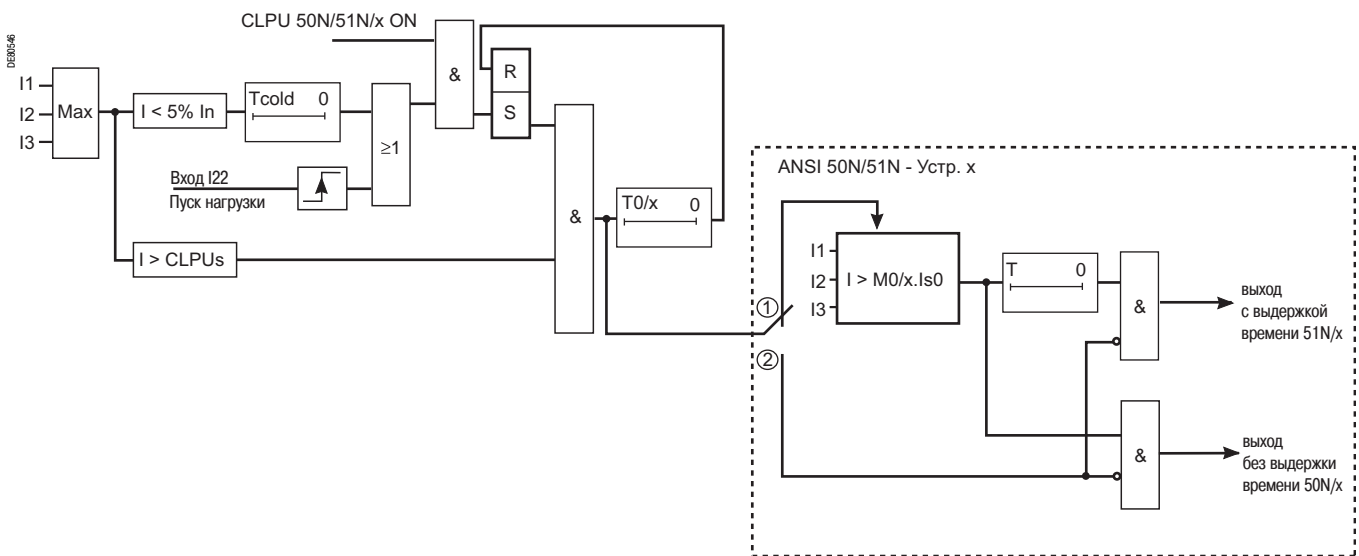 CLPU 50N/51N/x ON
DE80546
I1
I2
I3
Max
I < 5% In
Tcold 0
≥1
&
R
S
Вход I22
Пуск нагрузки
I > CLPUs
&
T0/x 0
ANSI 50N/51N - Устр. x
I1
I2
I3
I > M0/x.Is0
T 0
&
выход
с выдержкой
времени 51N/x
1
2
&
выход
без выдержки
времени 50N/x